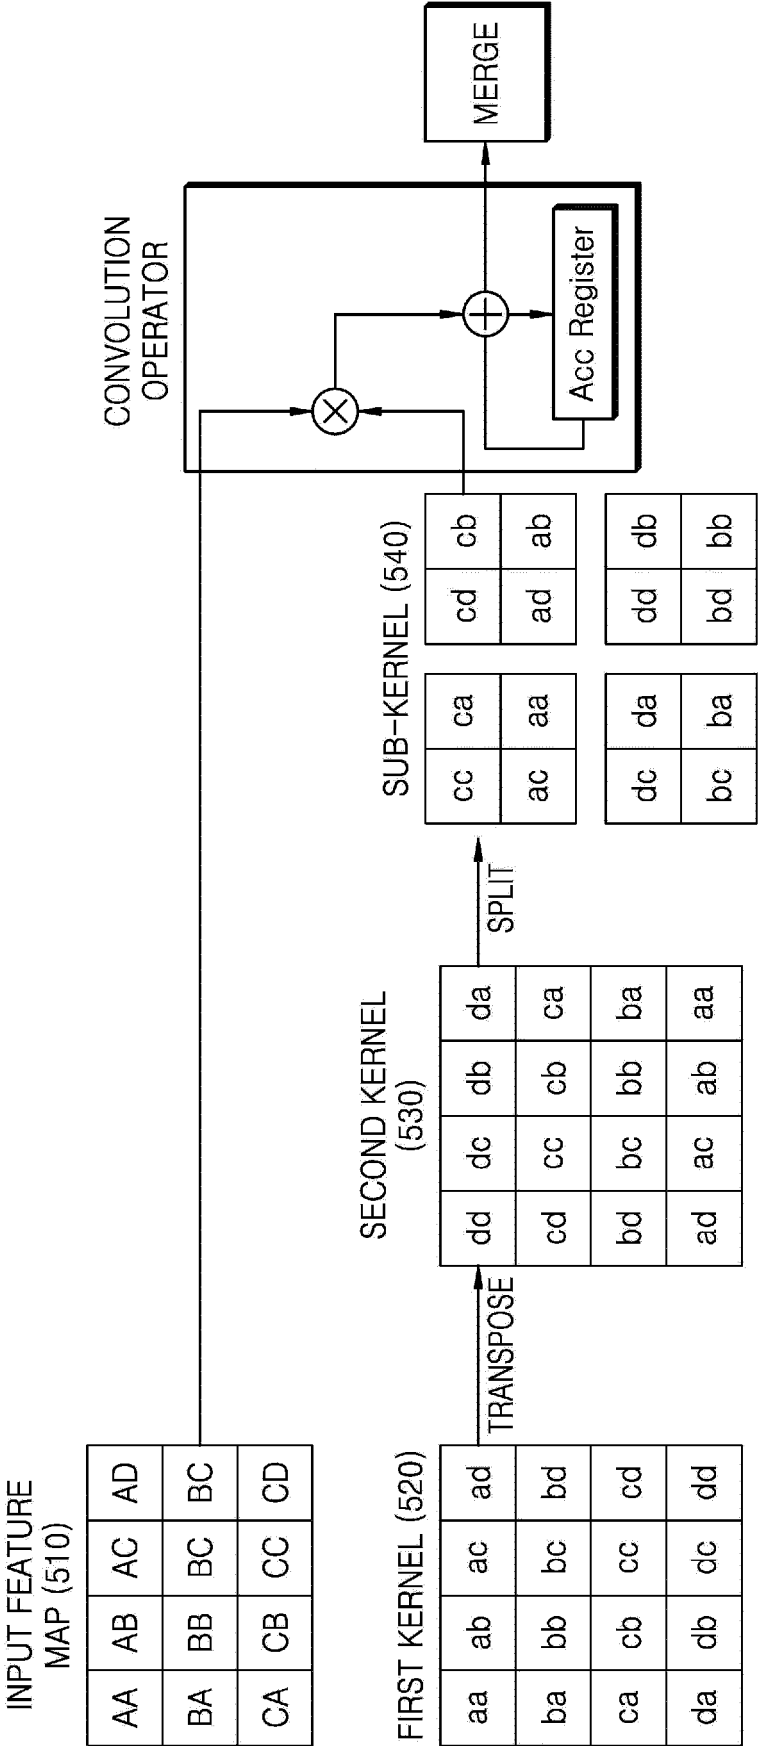 INPUT FEATURE
MAP (510)
AA AB AC AD
BA BB BC BC
CA CB CC CD
FIRST KERNEL (520)
aa ab ac ad
ba bb bc bd
ca cb cc cd
da db dc dd
TRANSPOSE
SECOND KERNEL
(530)
dd dc db da
cd cc cb ca
bd bc bb ba
ad ac ab aa
SPLIT
SUB-KERNEL (540)
cc ca
ac aa
cd cb
ad ab
dc da
bc ba
dd db
bd bb
CONVOLUTION
OPERATOR
Acc Register
MERGE